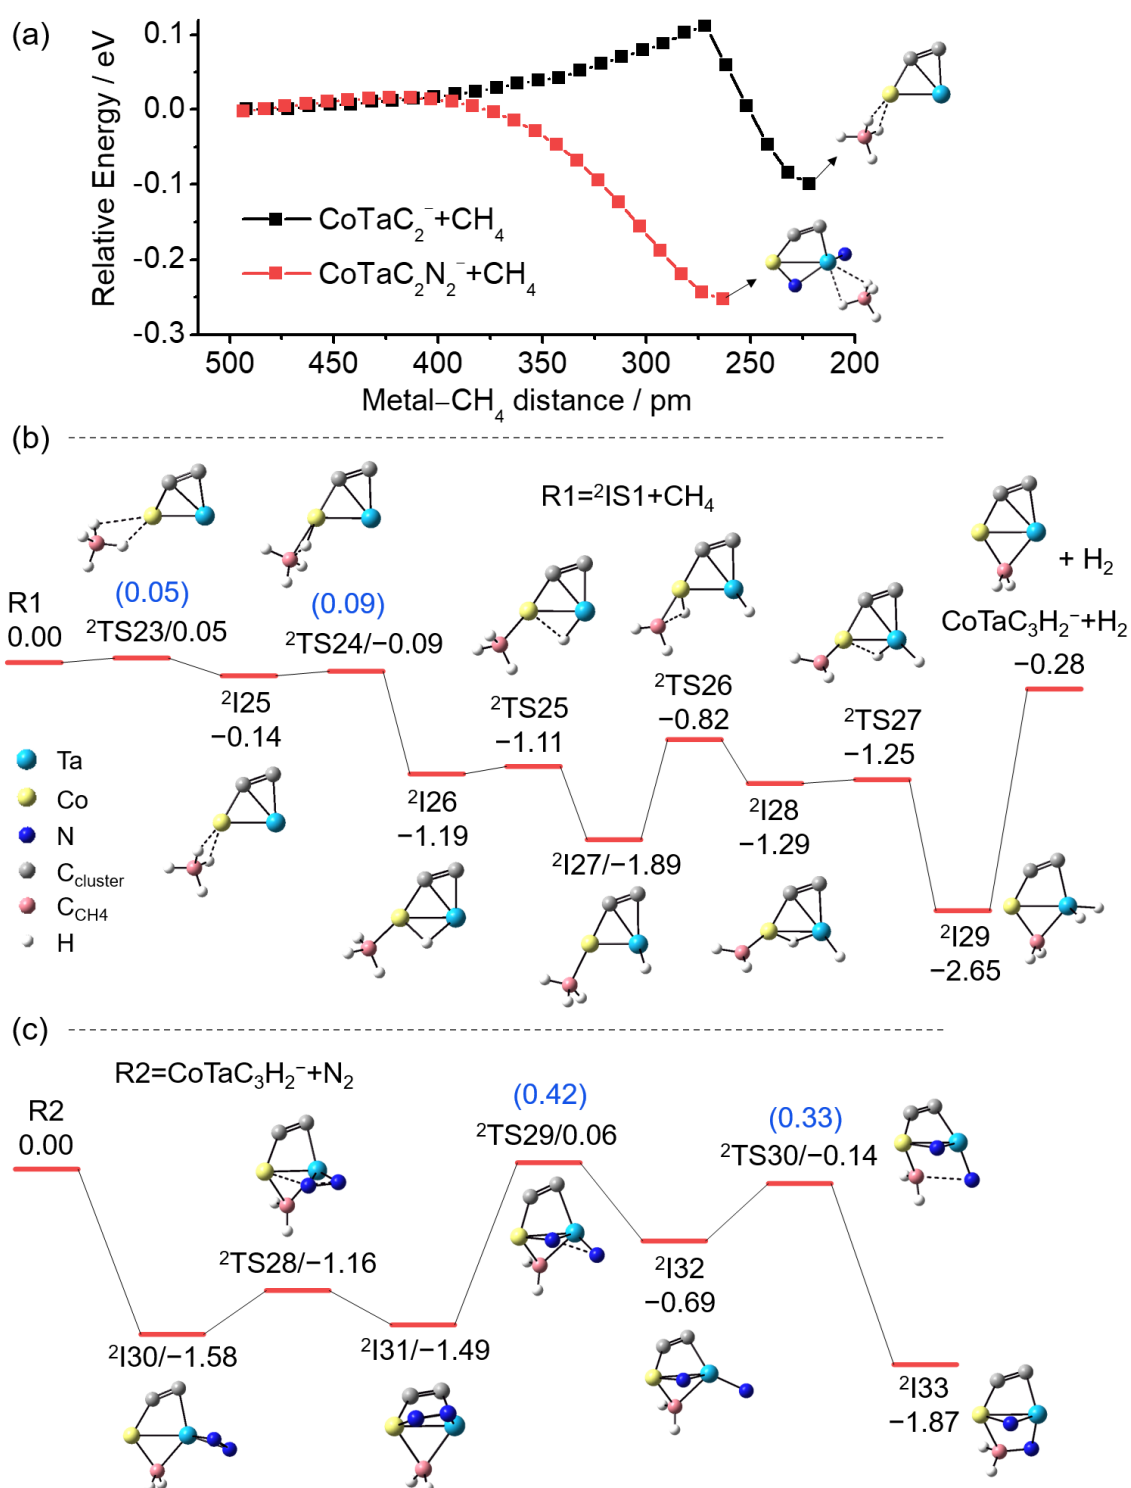 (a)
0.1
0.0
-0.1
-0.2
-0.3
Relative Energy / eV
CoTaC₂⁻+CH₄
CoTaC₂N₂⁻+CH₄
500 450 400 350 300 250 200
Metal–CH₄ distance / pm
(b)
R1=²IS1+CH₄
+ H₂
R1
0.00
(0.05)
²TS23/0.05
(0.09)
²TS24/−0.09
CoTaC₃H₂⁻+H₂
−0.28
²I25
−0.14
²TS25
−1.11
²TS26
−0.82
²TS27
−1.25
²I26
−1.19
²I27/−1.89
²I28
−1.29
²I29
−2.65
Ta
Co
N
C_cluster
C_CH4
H
(c)
R2=CoTaC₃H₂⁻+N₂
R2
0.00
(0.42)
²TS29/0.06
(0.33)
²TS30/−0.14
²TS28/−1.16
²I30/−1.58
²I31/−1.49
²I32
−0.69
²I33
−1.87